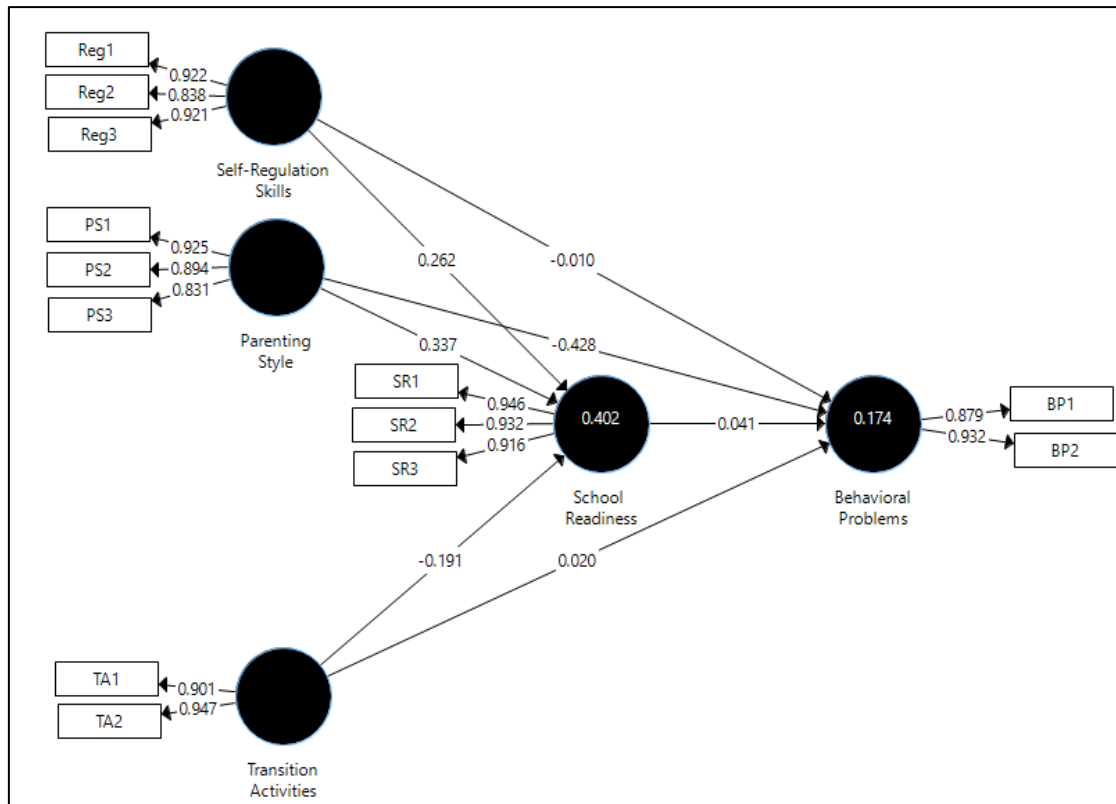 Reg1
0.922
Reg2
0.838
Reg3
0.921
Self-Regulation
Skills
PS1
0.925
PS2
0.894
PS3
0.831
Parenting
Style
0.262
-0.010
0.337
-0.428
SR1
0.946
SR2
0.932
SR3
0.916
0.402
School
Readiness
0.041
0.174
Behavioral
Problems
0.879
BP1
0.932
BP2
-0.191
0.020
TA1
0.901
TA2
0.947
Transition
Activities